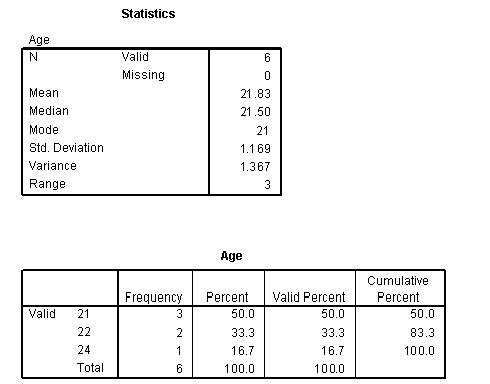 Statistics
Age
N Valid 6
Missing 0
Mean 21.83
Median 21.50
Mode 21
Std. Deviation 1.169
Variance 1.367
Range 3
Age
Frequency Percent Valid Percent Cumulative Percent
Valid 21 3 50.0 50.0 50.0
22 2 33.3 33.3 83.3
24 1 16.7 16.7 100.0
Total 6 100.0 100.0